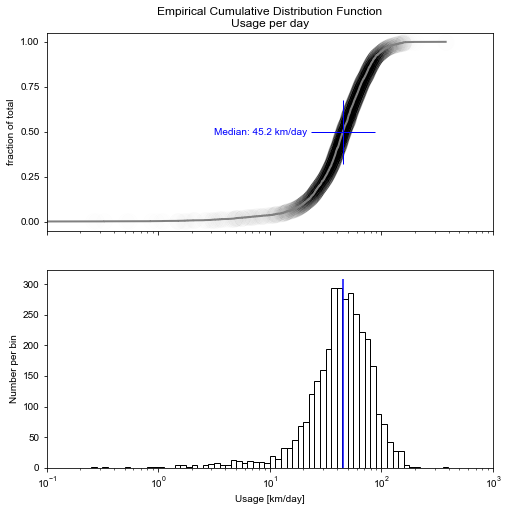 Empirical Cumulative Distribution Function
Usage per day
1.00
0.75
0.50
0.25
0.00
fraction of total
Median: 45.2 km/day
300
250
200
150
100
50
0
Number per bin
10⁻¹ 10⁰ 10¹ 10² 10³
Usage [km/day]